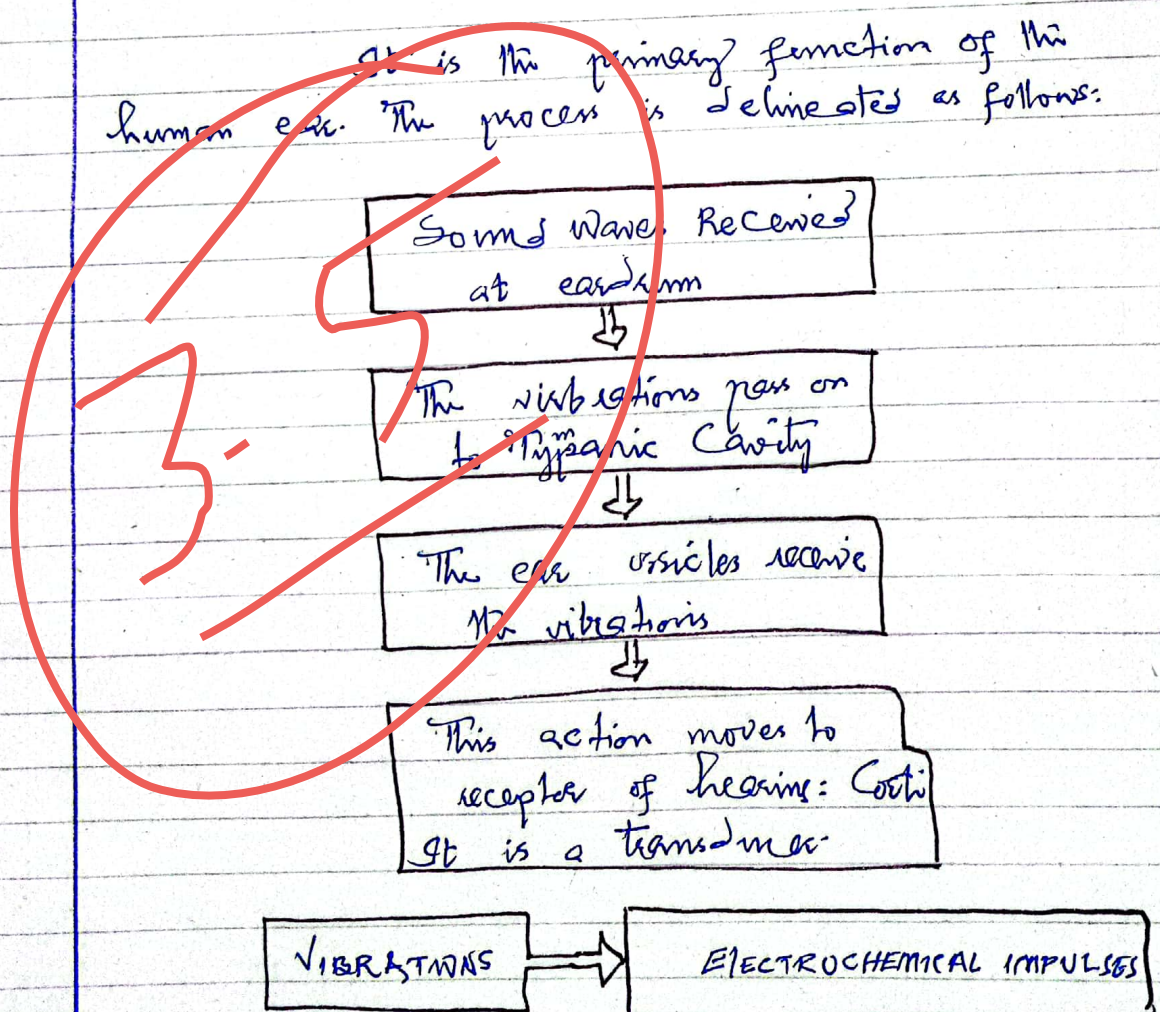 It is the primary function of the
human ear. The process is delineated as follows:
Sound waves Received
at eardrum
The vibrations pass on
to Tympanic Cavity
The ear ossicles receive
the vibrations
This action moves to
receptor of hearing: Corti
It is a transducer.
VIBRATIONS
ELECTROCHEMICAL IMPULSES
3.5